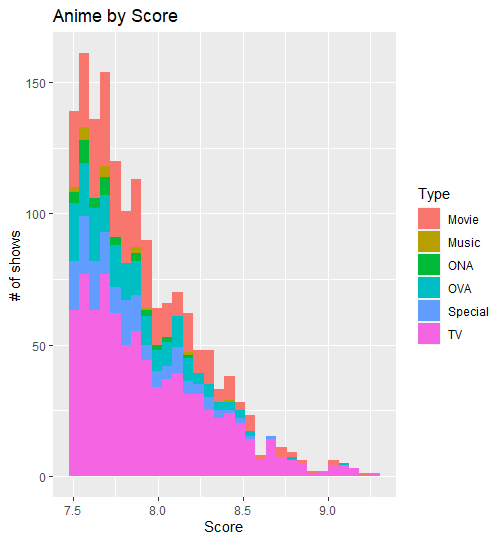 Anime by Score
# of shows
150
100
50
0
7.5 8.0 8.5 9.0
Score
Type
Movie
Music
ONA
OVA
Special
TV